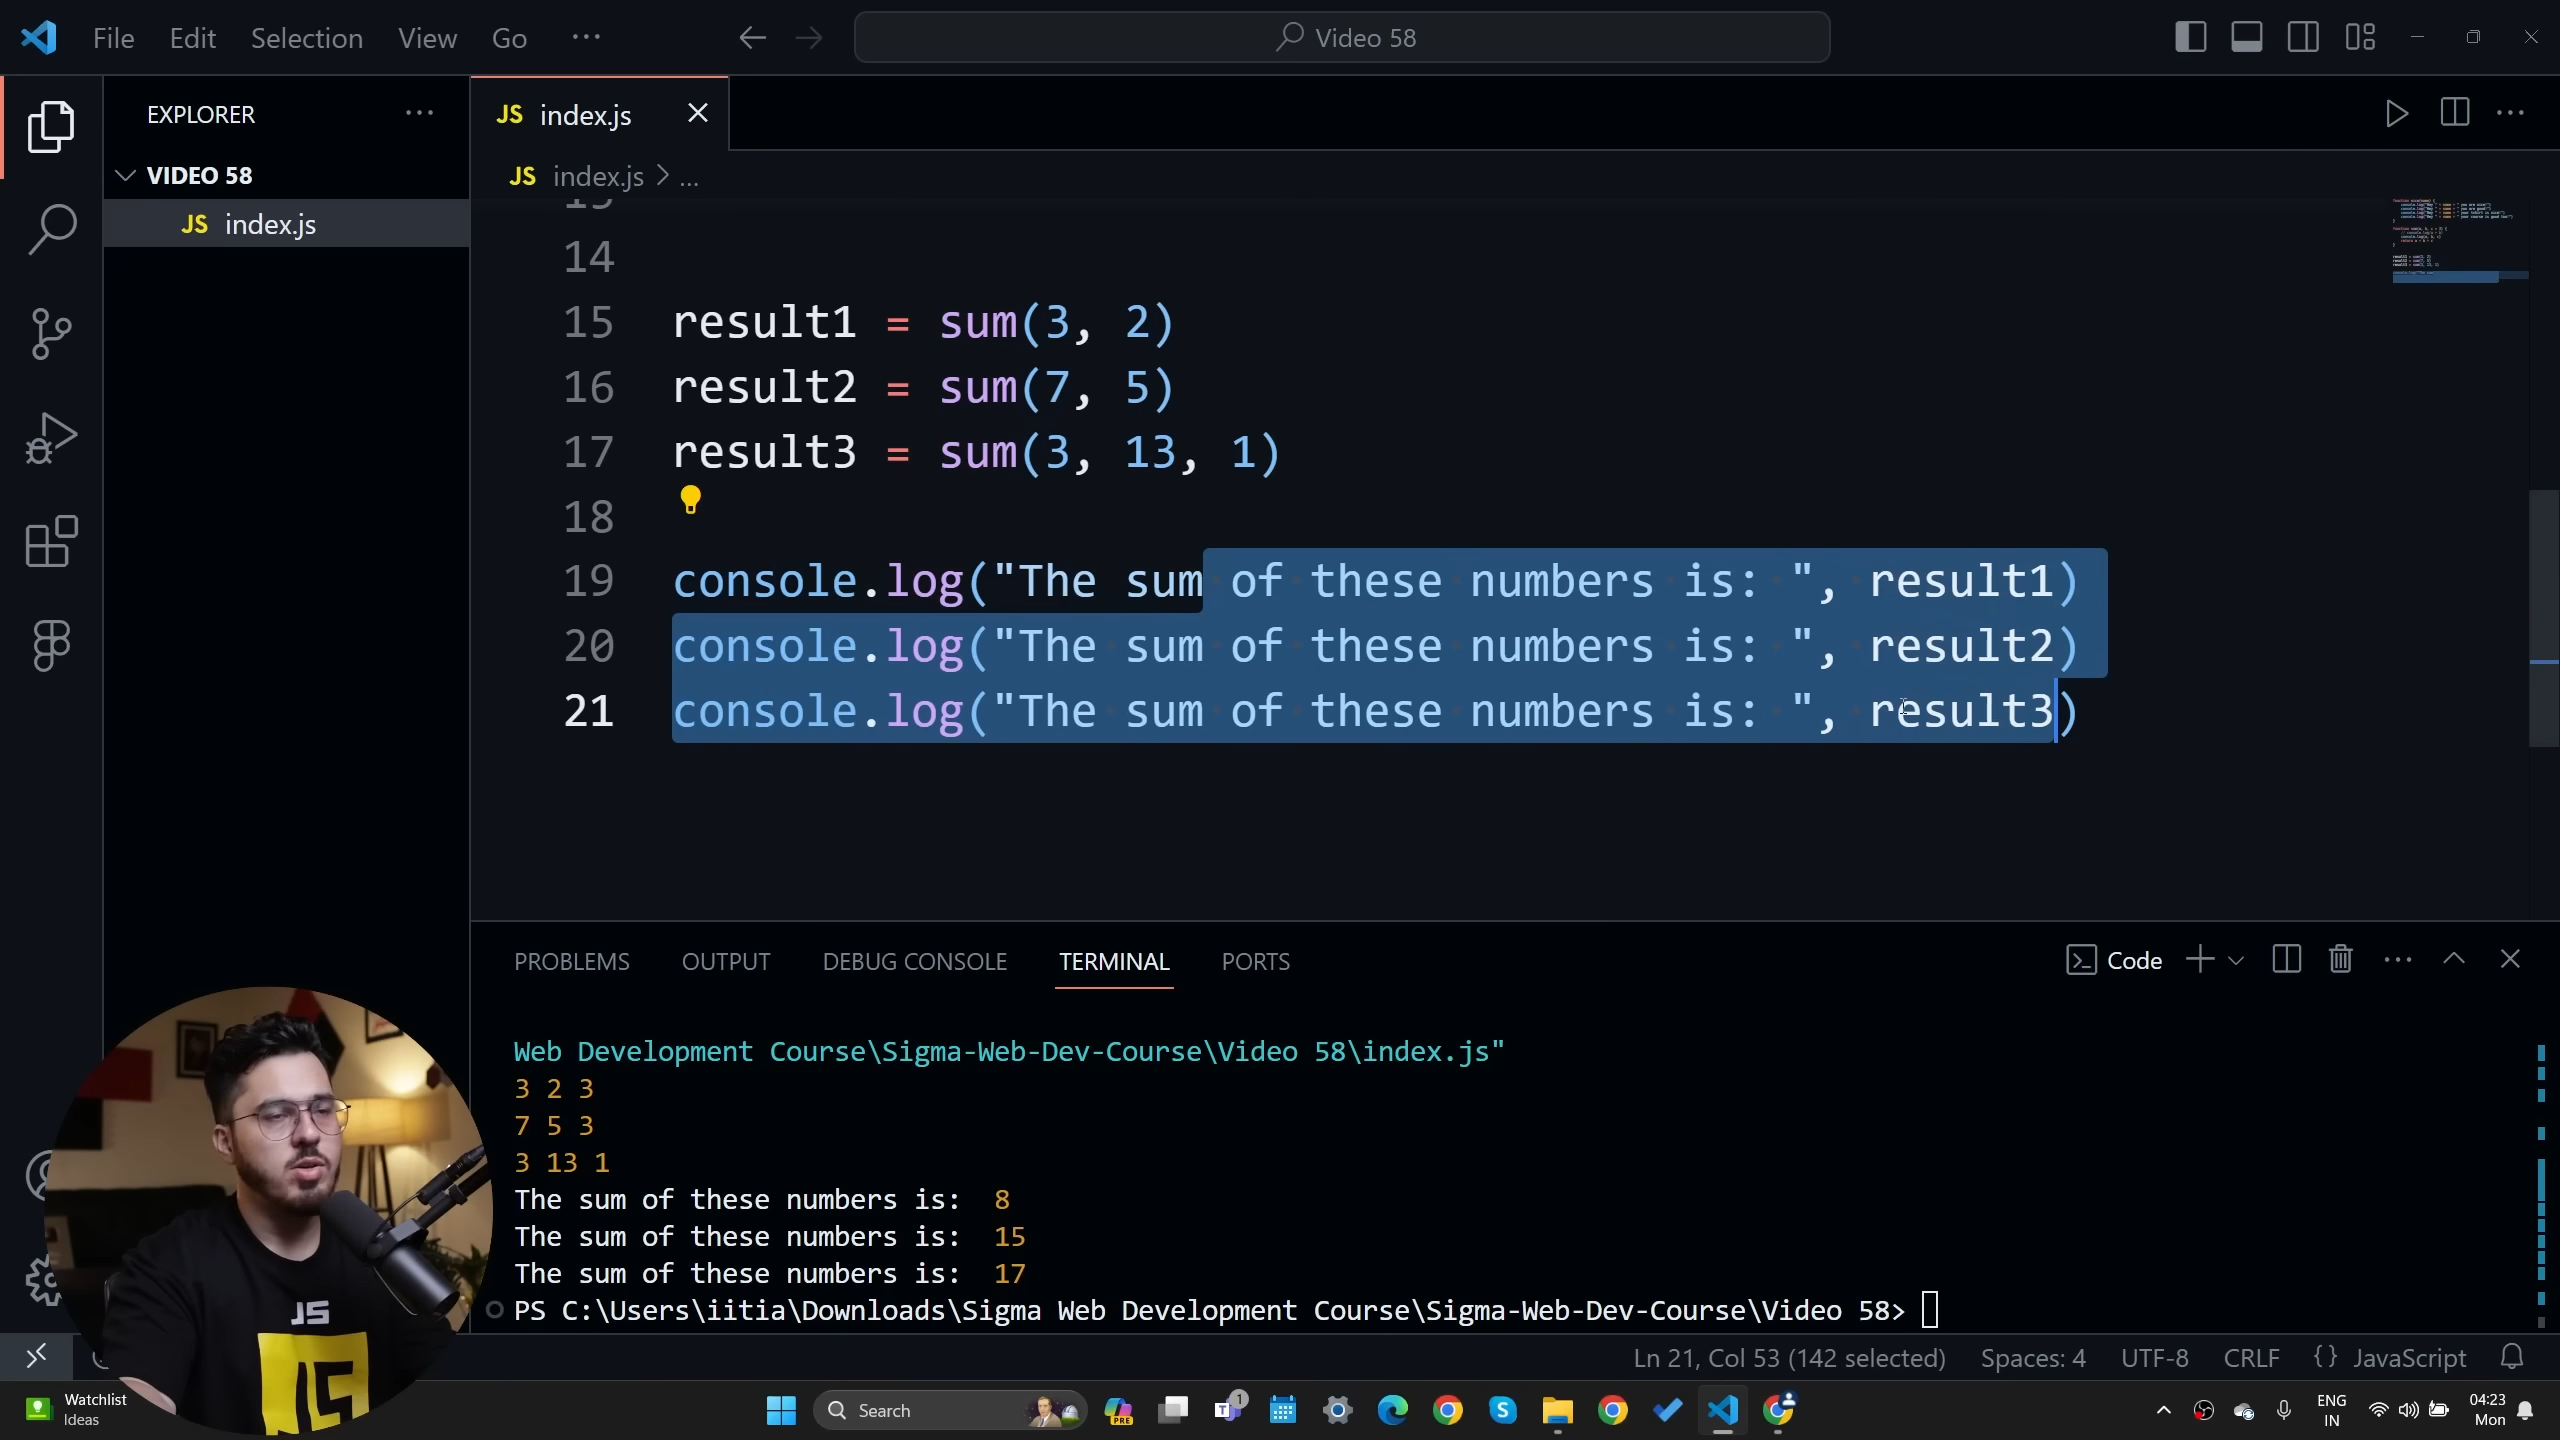 File Edit Selection View Go ...
Video 58
EXPLORER ...
JS index.js
VIDEO 58
JS index.js
JS index.js > ...
14
15 result1 = sum(3, 2)
16 result2 = sum(7, 5)
17 result3 = sum(3, 13, 1)
18
19 console.log("The sum of these numbers is: ", result1)
20 console.log("The sum of these numbers is: ", result2)
21 console.log("The sum of these numbers is: ", result3)
PROBLEMS OUTPUT DEBUG CONSOLE TERMINAL PORTS
Code
Web Development Course\Sigma-Web-Dev-Course\Video 58\index.js"
3 2 3
7 5 3
3 13 1
The sum of these numbers is:  8
The sum of these numbers is:  15
The sum of these numbers is:  17
PS C:\Users\iitia\Downloads\Sigma Web Development Course\Sigma-Web-Dev-Course\Video 58>
JS
Ln 21, Col 53 (142 selected) Spaces: 4 UTF-8 CRLF {} JavaScript
Watchlist
Ideas
Search
PRE
1
ENG
IN
04:23
Mon